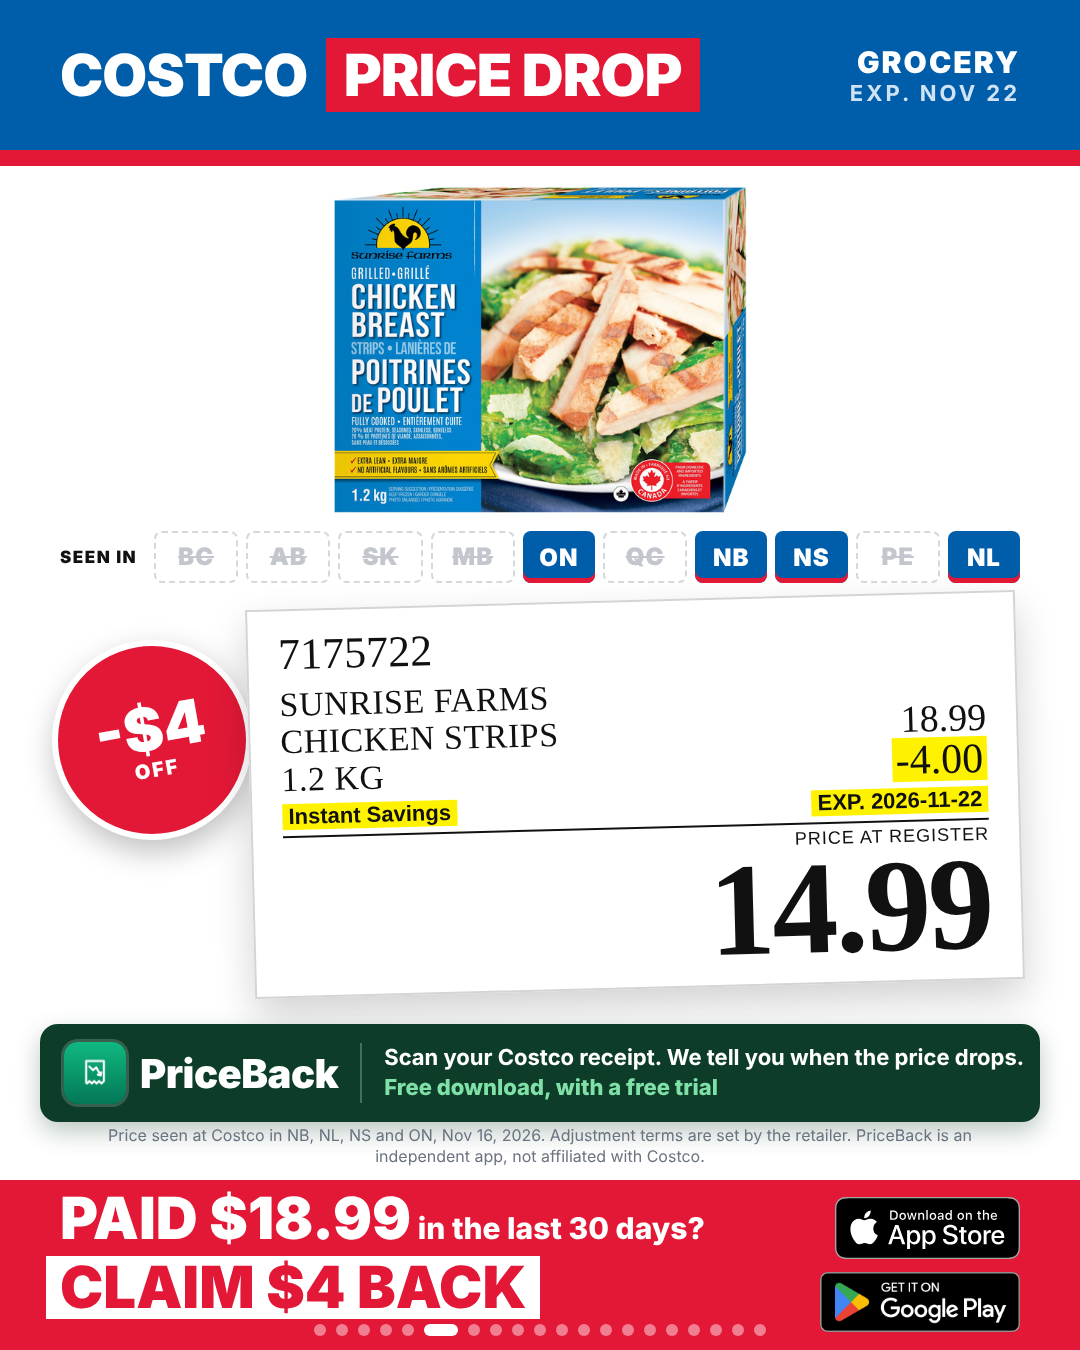 COSTCO PRICE DROP
GROCERY
EXP. NOV 22
Sunrise Farms
GRILLED • GRILLÉ
CHICKEN
BREAST
STRIPS • LANIÈRES DE
POITRINES
DE POULET
FULLY COOKED • ENTIÈREMENT CUITE
✓ EXTRA LEAN • EXTRA MAIGRE
✓ NO ARTIFICIAL FLAVOURS • SANS ARÔMES ARTIFICIELS
1.2 kg
CANADA
SEEN IN BC AB SK MB ON QC NB NS PE NL
7175722
SUNRISE FARMS
CHICKEN STRIPS
1.2 KG
Instant Savings
18.99
-4.00
EXP. 2026-11-22
PRICE AT REGISTER
14.99
-$4
OFF
PriceBack
Scan your Costco receipt. We tell you when the price drops.
Free download, with a free trial
Price seen at Costco in NB, NL, NS and ON, Nov 16, 2026. Adjustment terms are set by the retailer. PriceBack is an
independent app, not affiliated with Costco.
PAID $18.99 in the last 30 days?
CLAIM $4 BACK
Download on the
App Store
GET IT ON
Google Play